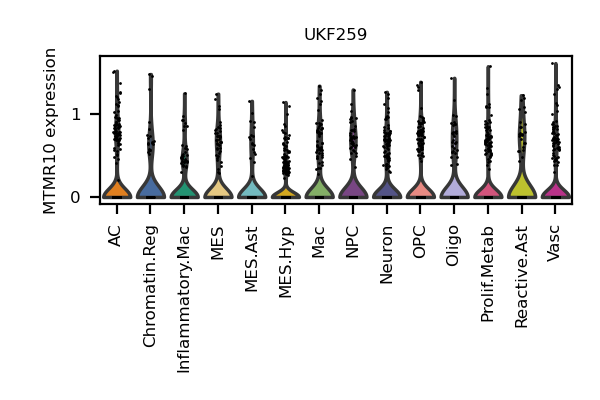 UKF259
MTMR10 expression
1
0
AC
Chromatin.Reg
Inflammatory.Mac
MES
MES.Ast
MES.Hyp
Mac
NPC
Neuron
OPC
Oligo
Prolif.Metab
Reactive.Ast
Vasc